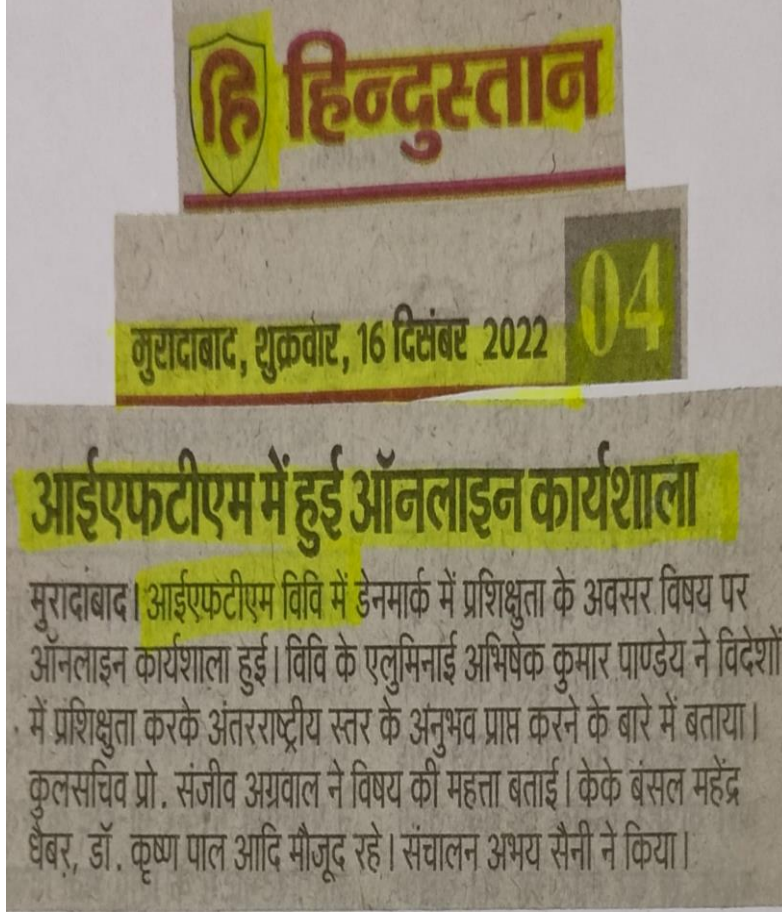 हि हिन्दुस्तान
04
मुरादाबाद, शुक्रवार, 16 दिसंबर 2022
आईएफटीएम में हुई ऑनलाइन कार्यशाला
मुरादाबाद। आईएफटीएम विवि में डेनमार्क में प्रशिक्षुता के अवसर विषय पर
ऑनलाइन कार्यशाला हुई। विवि के एलुमिनाई अभिषेक कुमार पाण्डेय ने विदेशों
में प्रशिक्षुता करके अंतरराष्ट्रीय स्तर के अनुभव प्राप्त करने के बारे में बताया।
कुलसचिव प्रो. संजीव अग्रवाल ने विषय की महत्ता बताई। केके बंसल महेंद्र
धैबर, डॉ. कृष्ण पाल आदि मौजूद रहे। संचालन अभय सैनी ने किया।